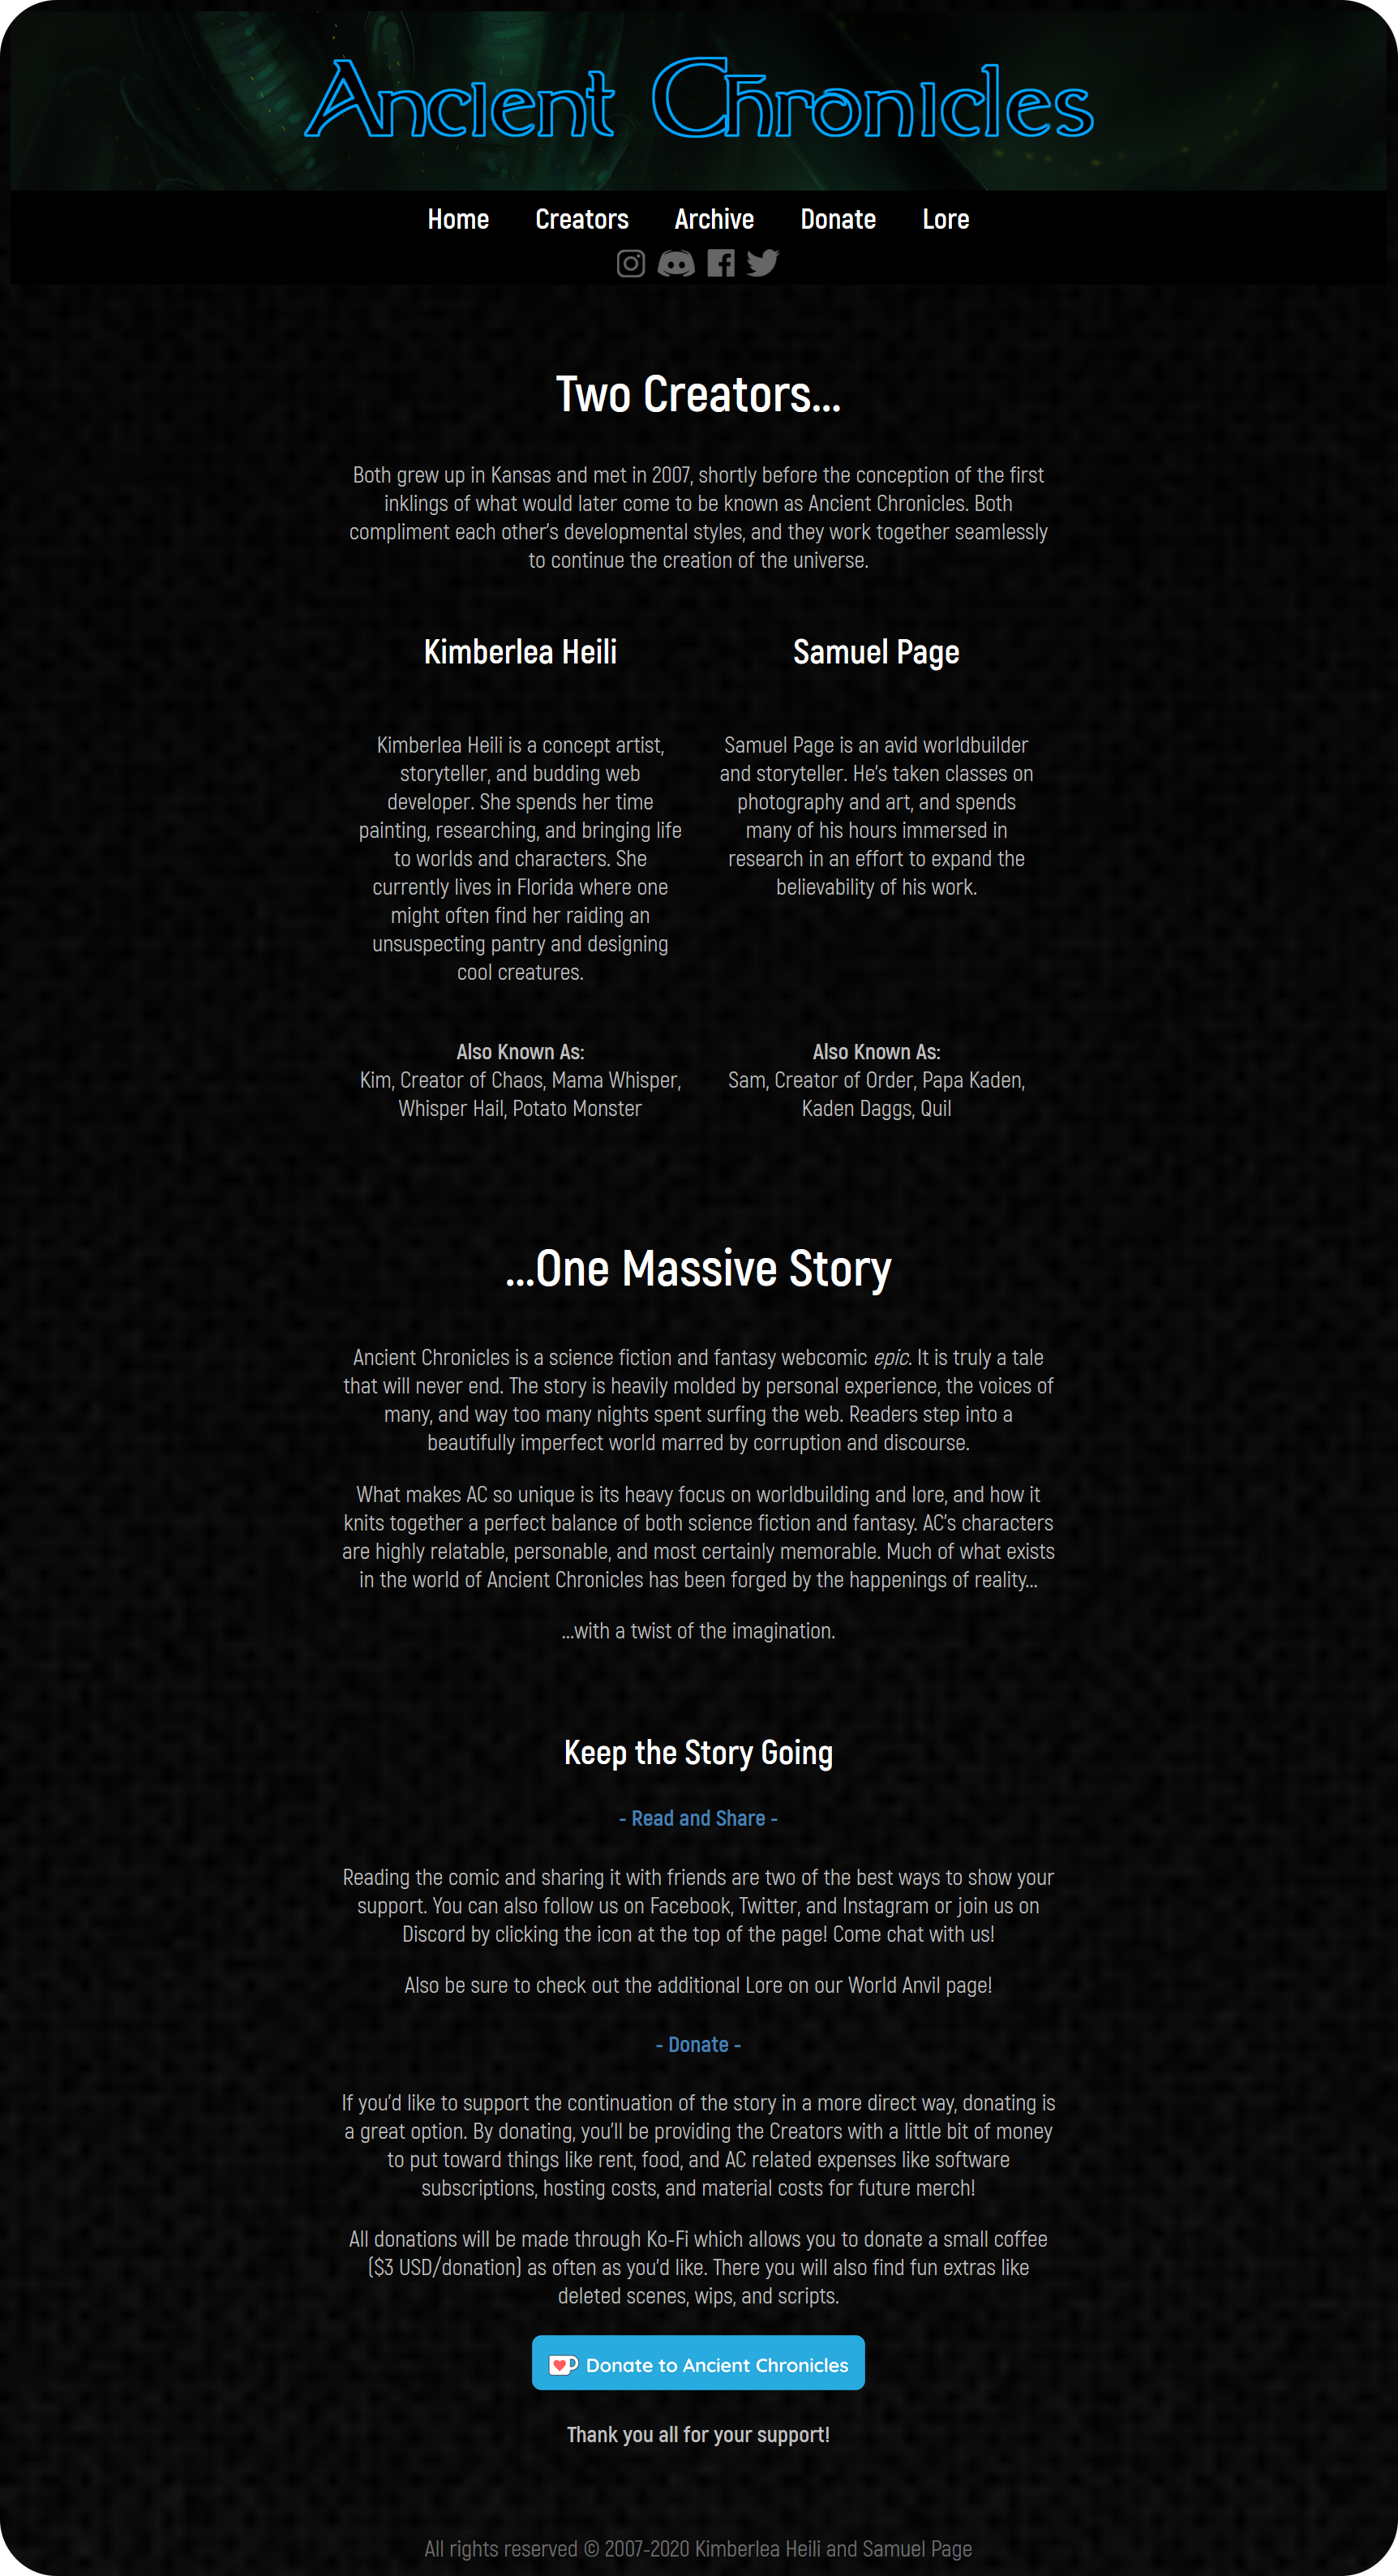 Ancient Chronicles
Home Creators Archive Donate Lore
Two Creators...
Both grew up in Kansas and met in 2007, shortly before the conception of the first
inklings of what would later come to be known as Ancient Chronicles. Both
compliment each other's developmental styles, and they work together seamlessly
to continue the creation of the universe.
Kimberlea Heili
Kimberlea Heili is a concept artist,
storyteller, and budding web
developer. She spends her time
painting, researching, and bringing life
to worlds and characters. She
currently lives in Florida where one
might often find her raiding an
unsuspecting pantry and designing
cool creatures.
Also Known As:
Kim, Creator of Chaos, Mama Whisper,
Whisper Hail, Potato Monster
Samuel Page
Samuel Page is an avid worldbuilder
and storyteller. He's taken classes on
photography and art, and spends
many of his hours immersed in
research in an effort to expand the
believability of his work.
Also Known As:
Sam, Creator of Order, Papa Kaden,
Kaden Daggs, Quil
...One Massive Story
Ancient Chronicles is a science fiction and fantasy webcomic epic. It is truly a tale
that will never end. The story is heavily molded by personal experience, the voices of
many, and way too many nights spent surfing the web. Readers step into a
beautifully imperfect world marred by corruption and discourse.
What makes AC so unique is its heavy focus on worldbuilding and lore, and how it
knits together a perfect balance of both science fiction and fantasy. AC's characters
are highly relatable, personable, and most certainly memorable. Much of what exists
in the world of Ancient Chronicles has been forged by the happenings of reality...
...with a twist of the imagination.
Keep the Story Going
- Read and Share -
Reading the comic and sharing it with friends are two of the best ways to show your
support. You can also follow us on Facebook, Twitter, and Instagram or join us on
Discord by clicking the icon at the top of the page! Come chat with us!
Also be sure to check out the additional Lore on our World Anvil page!
- Donate -
If you'd like to support the continuation of the story in a more direct way, donating is
a great option. By donating, you'll be providing the Creators with a little bit of money
to put toward things like rent, food, and AC related expenses like software
subscriptions, hosting costs, and material costs for future merch!
All donations will be made through Ko-Fi which allows you to donate a small coffee
($3 USD/donation) as often as you'd like. There you will also find fun extras like
deleted scenes, wips, and scripts.
Donate to Ancient Chronicles
Thank you all for your support!
All rights reserved © 2007-2020 Kimberlea Heili and Samuel Page